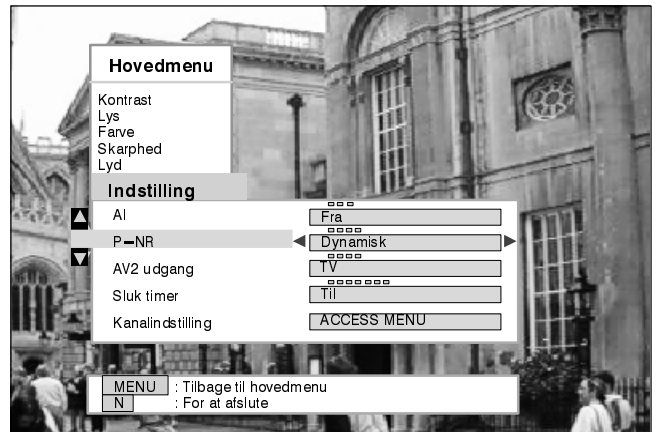 Hovedmenu
Kontrast
Lys
Farve
Skarphed
Lyd
Indstilling
AI Fra
P-NR Dynamisk
AV2 udgang TV
Sluk timer Til
Kanalindstilling ACCESS MENU
MENU : Tilbage til hovedmenu
N : For at afslute